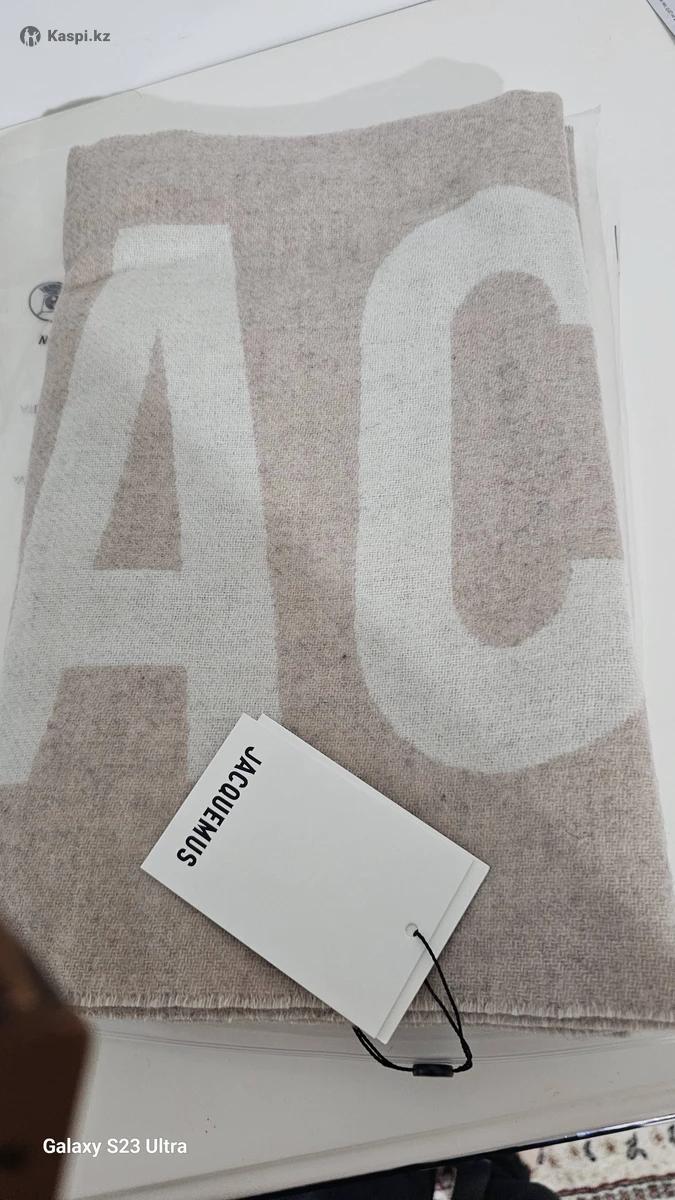 Kaspi.kz
AC
JACQUEMUS
Galaxy S23 Ultra